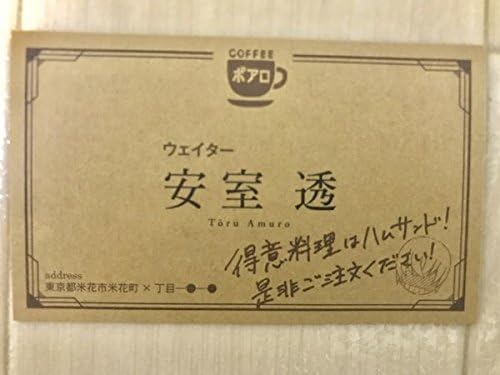 COFFEE
ポアロ
ウェイター
安室 透
Tōru Amuro
得意料理はハムサンド!
是非ご注文ください!
address
東京都米花市米花町×丁目―●―●